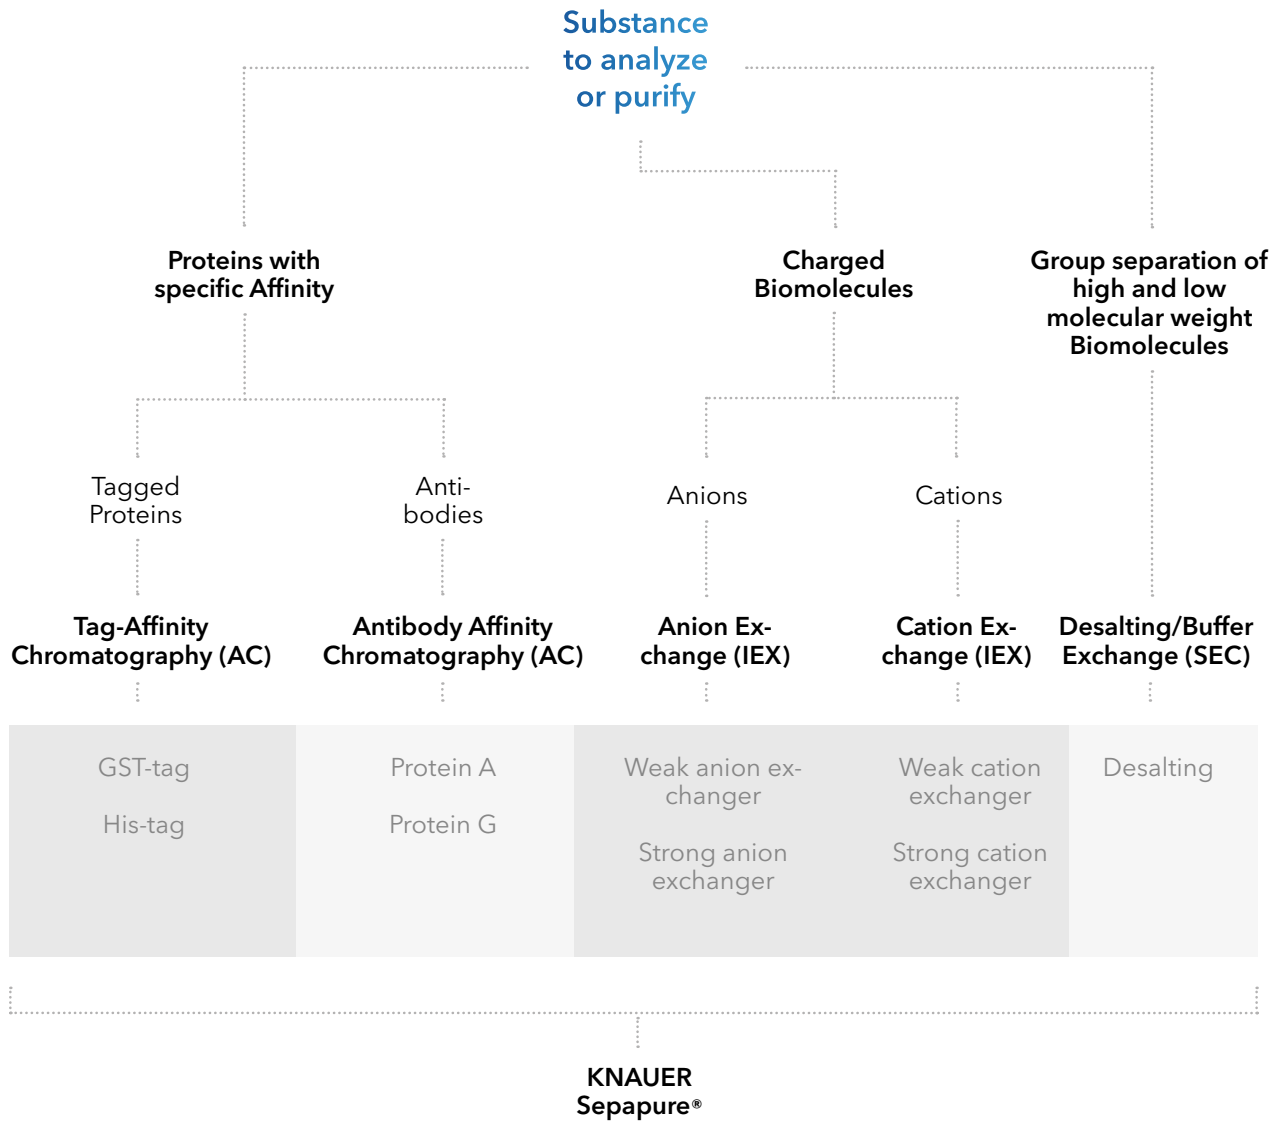 Substance
to analyze
or purify
Proteins with
specific Affinity
Charged
Biomolecules
Group separation of
high and low
molecular weight
Biomolecules
Tagged
Proteins
Anti-
bodies
Anions
Cations
Tag-Affinity
Chromatography (AC)
Antibody Affinity
Chromatography (AC)
Anion Ex-
change (IEX)
Cation Ex-
change (IEX)
Desalting/Buffer
Exchange (SEC)
GST-tag
His-tag
Protein A
Protein G
Weak anion ex-
changer
Strong anion
exchanger
Weak cation
exchanger
Strong cation
exchanger
Desalting
KNAUER
Sepapure®